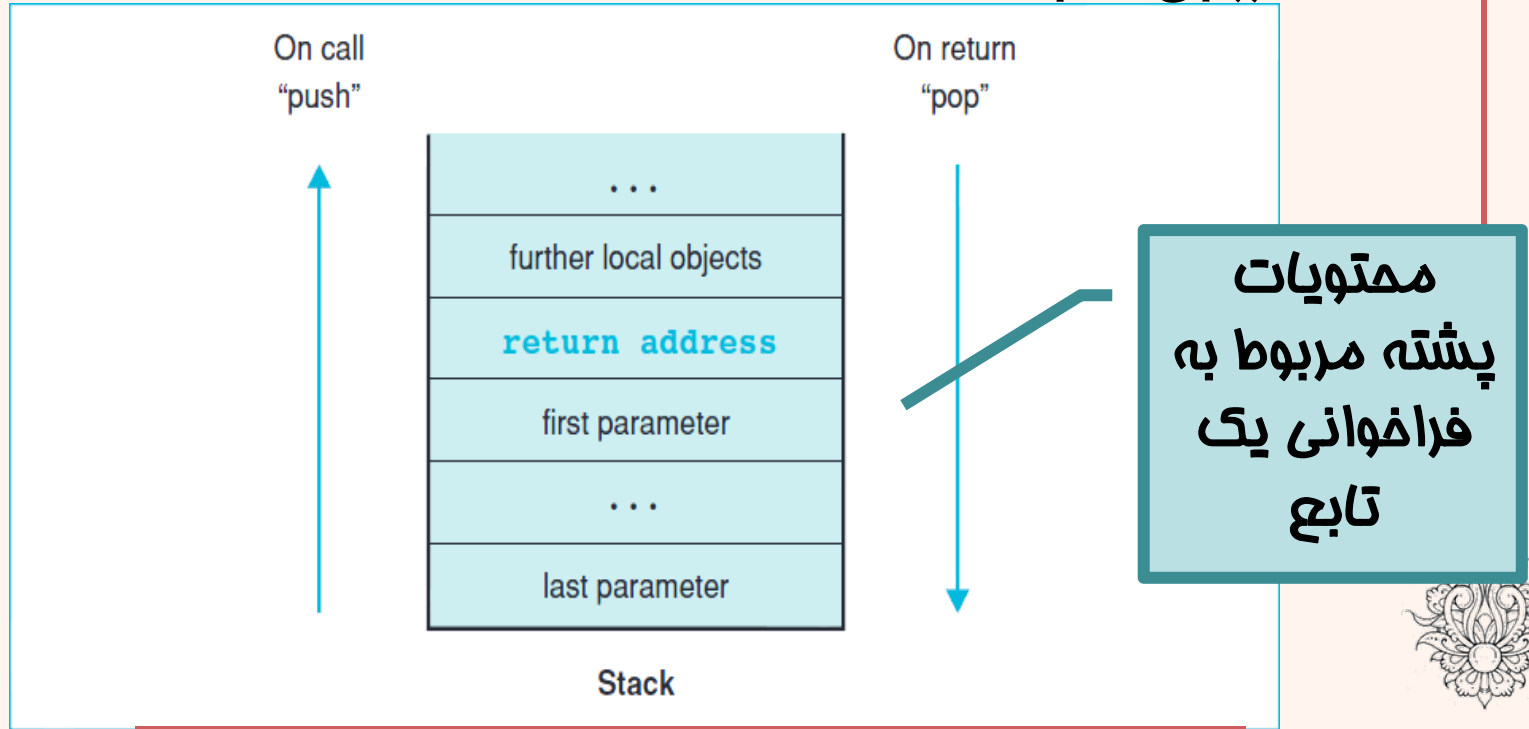 On call
“push”
On return
“pop”
. . .
further local objects
return address
first parameter
. . .
last parameter
Stack
محتویات
پشته مربوط به
فراخوانی یک
تابع